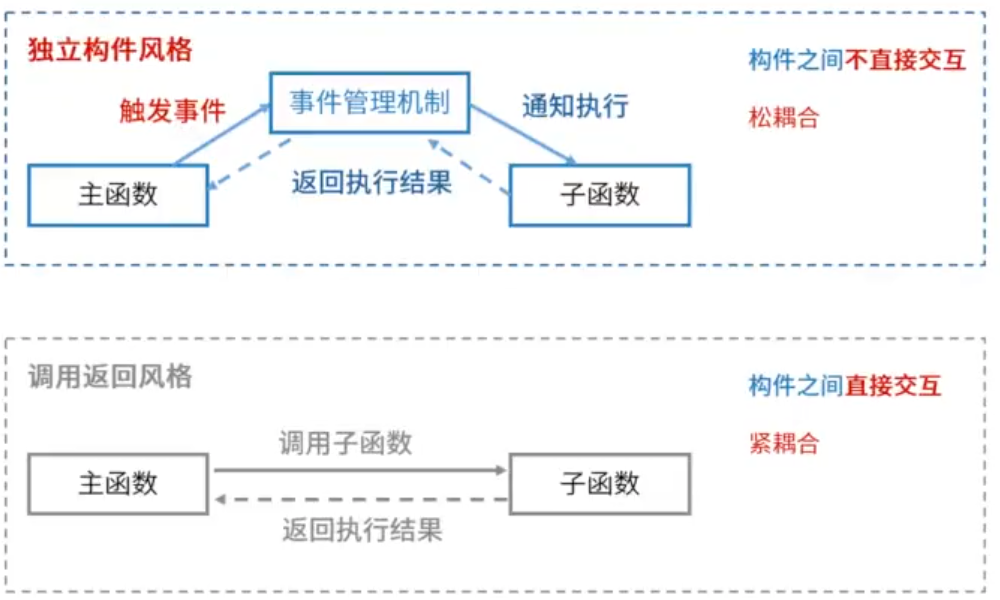 独立构件风格
构件之间不直接交互
触发事件
事件管理机制
通知执行
松耦合
返回执行结果
主函数
子函数
调用返回风格
构件之间直接交互
调用子函数
紧耦合
主函数
子函数
返回执行结果